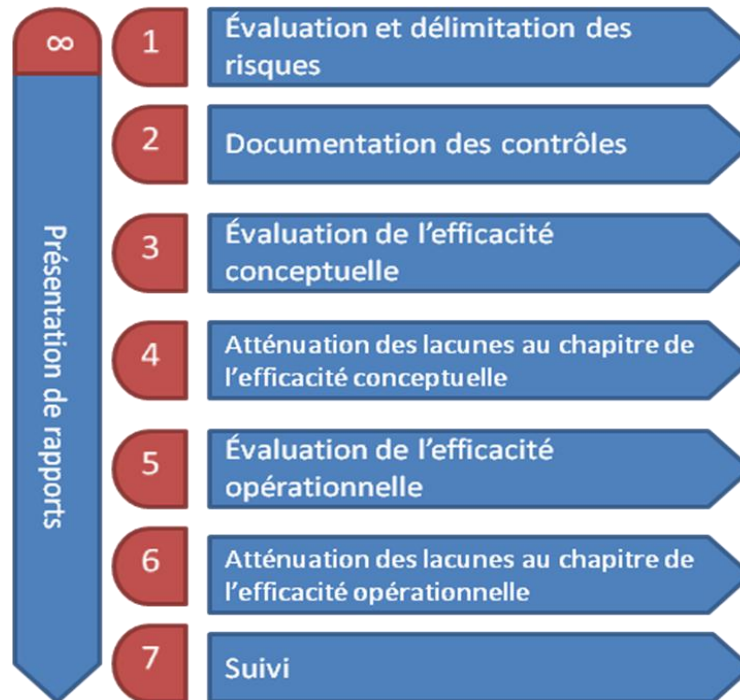 ∞
Présentation de rapports
1
Évaluation et délimitation des
risques
2
Documentation des contrôles
3
Évaluation de l’efficacité
conceptuelle
4
Atténuation des lacunes au chapitre de
l’efficacité conceptuelle
5
Évaluation de l’efficacité
opérationnelle
6
Atténuation des lacunes au chapitre de
l’efficacité opérationnelle
7
Suivi